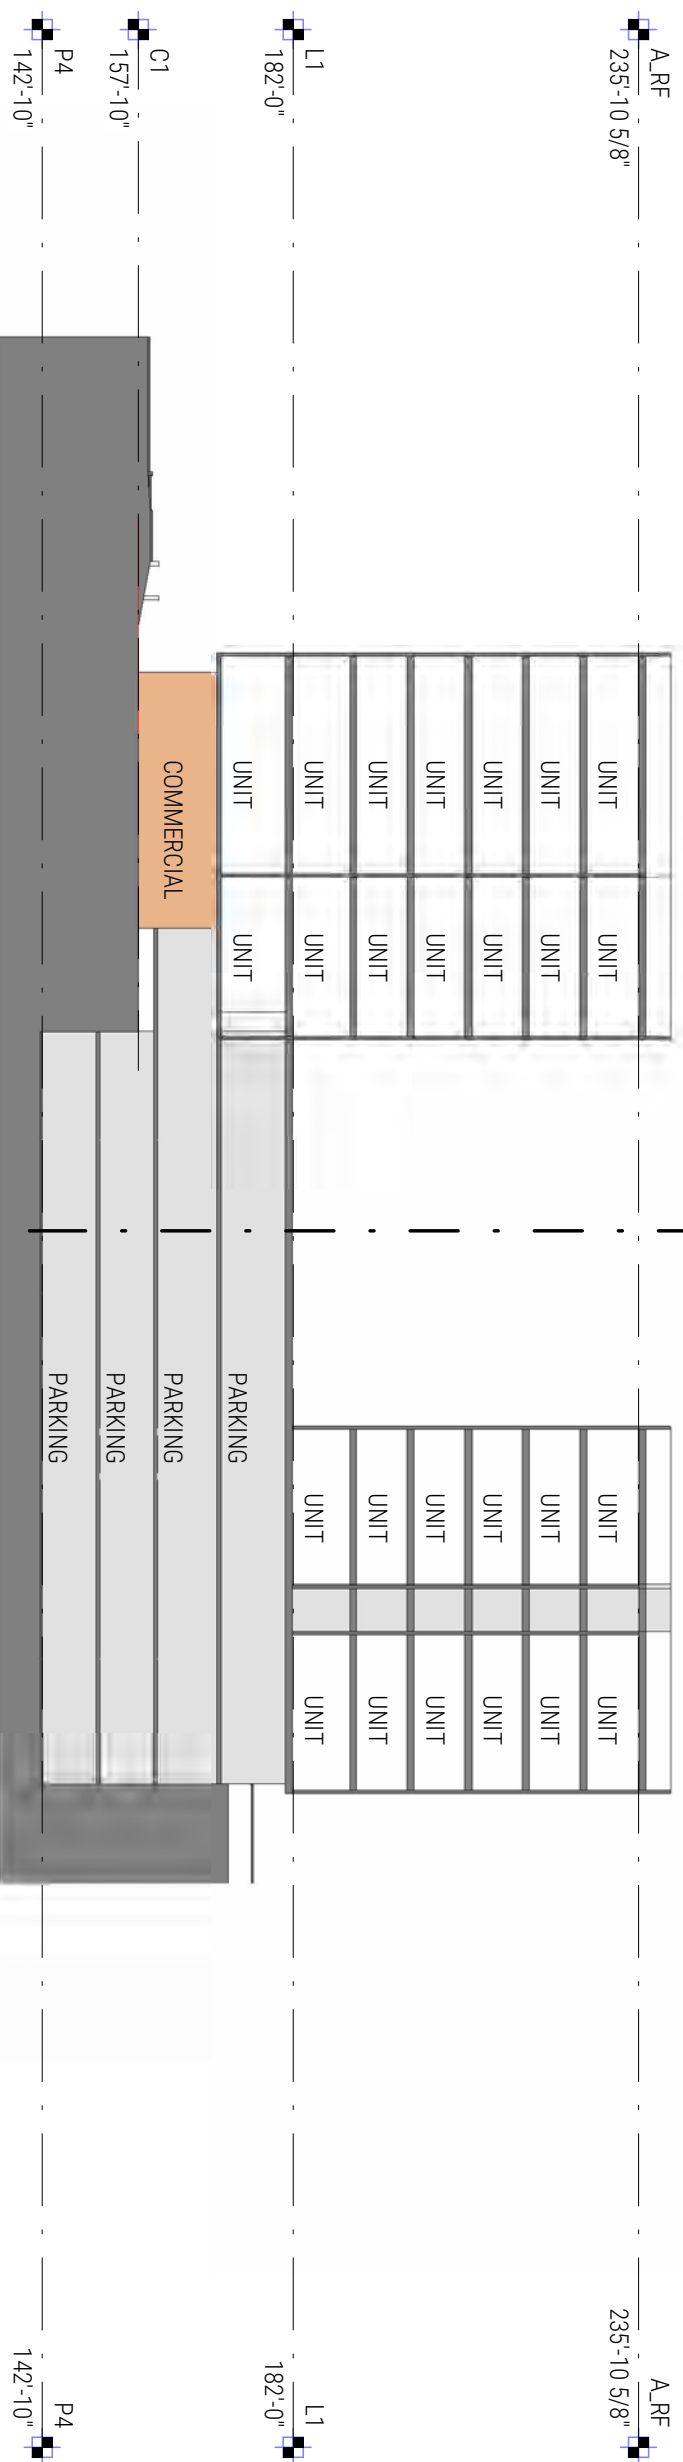 A_RF A_RF
235'-10 5/8" 235'-10 5/8"
UNIT UNIT UNIT UNIT
UNIT UNIT UNIT UNIT
UNIT UNIT UNIT UNIT
UNIT UNIT UNIT UNIT
UNIT UNIT UNIT UNIT
L1 UNIT UNIT UNIT UNIT L1
182'-0" 182'-0"
UNIT UNIT PARKING
COMMERCIAL PARKING
C1
157'-10"
PARKING
P4 PARKING P4
142'-10" 142'-10"